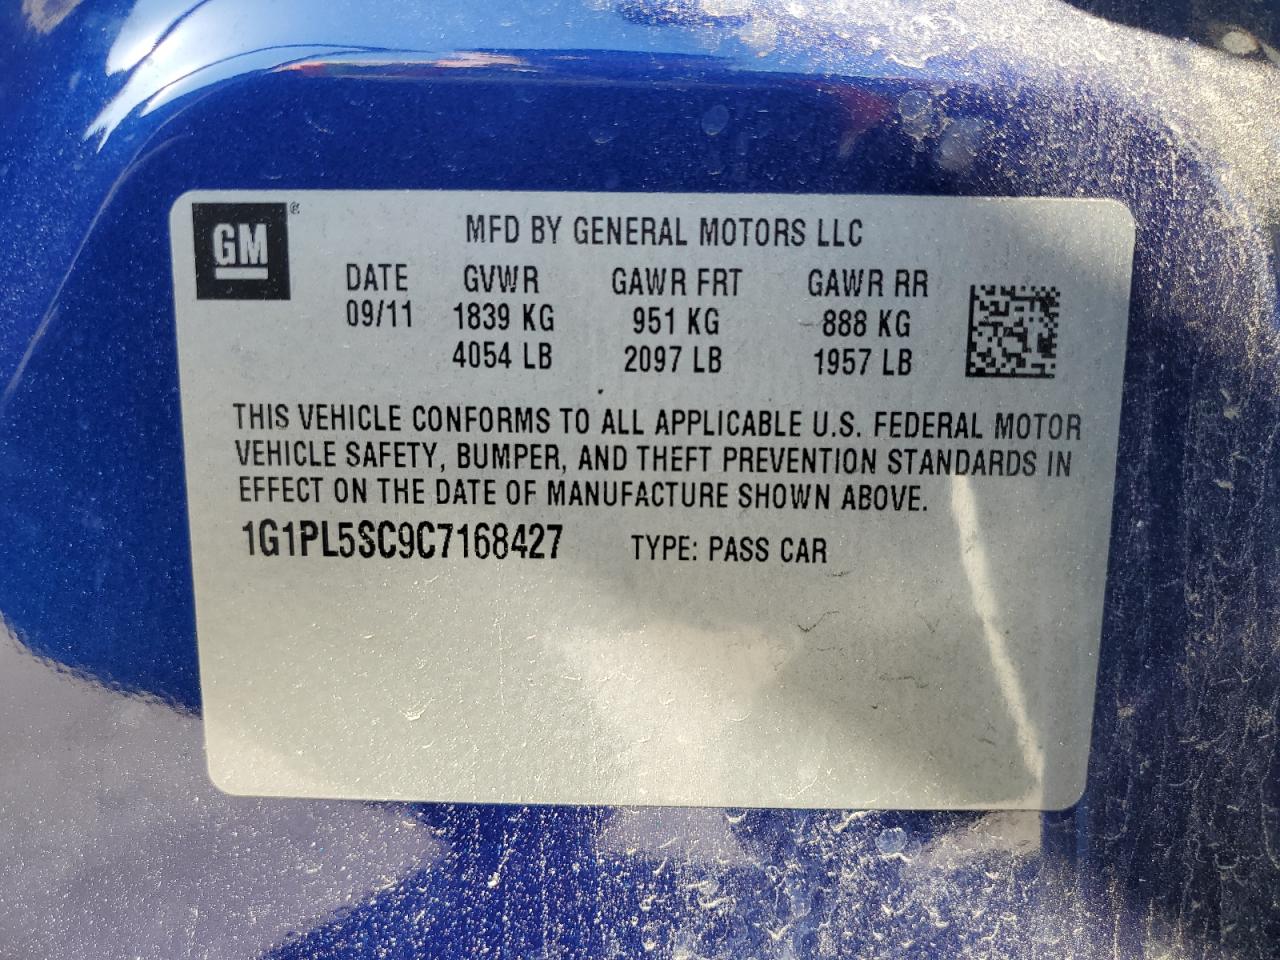 GM®
MFD BY GENERAL MOTORS LLC
DATE GVWR GAWR FRT GAWR RR
09/11 1839 KG 951 KG 888 KG
4054 LB 2097 LB 1957 LB
THIS VEHICLE CONFORMS TO ALL APPLICABLE U.S. FEDERAL MOTOR
VEHICLE SAFETY, BUMPER, AND THEFT PREVENTION STANDARDS IN
EFFECT ON THE DATE OF MANUFACTURE SHOWN ABOVE.
1G1PL5SC9C7168427 TYPE: PASS CAR